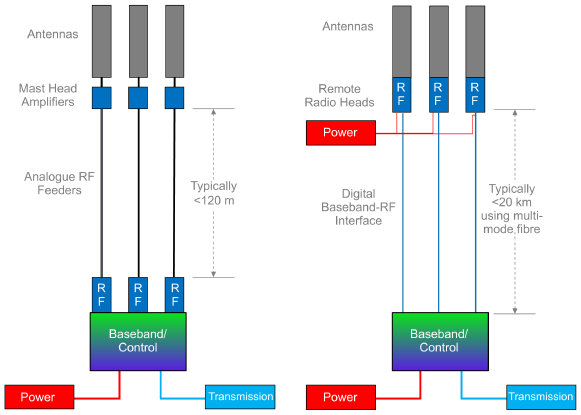 Antennas
Mast Head
Amplifiers
Analogue RF
Feeders
Typically
<120 m
R
F
R
F
R
F
Baseband/
Control
Power
Transmission
Antennas
R
F
R
F
R
F
Remote
Radio Heads
Power
Digital
Baseband-RF
Interface
Typically
<20 km
using multi-
mode fibre
Baseband/
Control
Power
Transmission